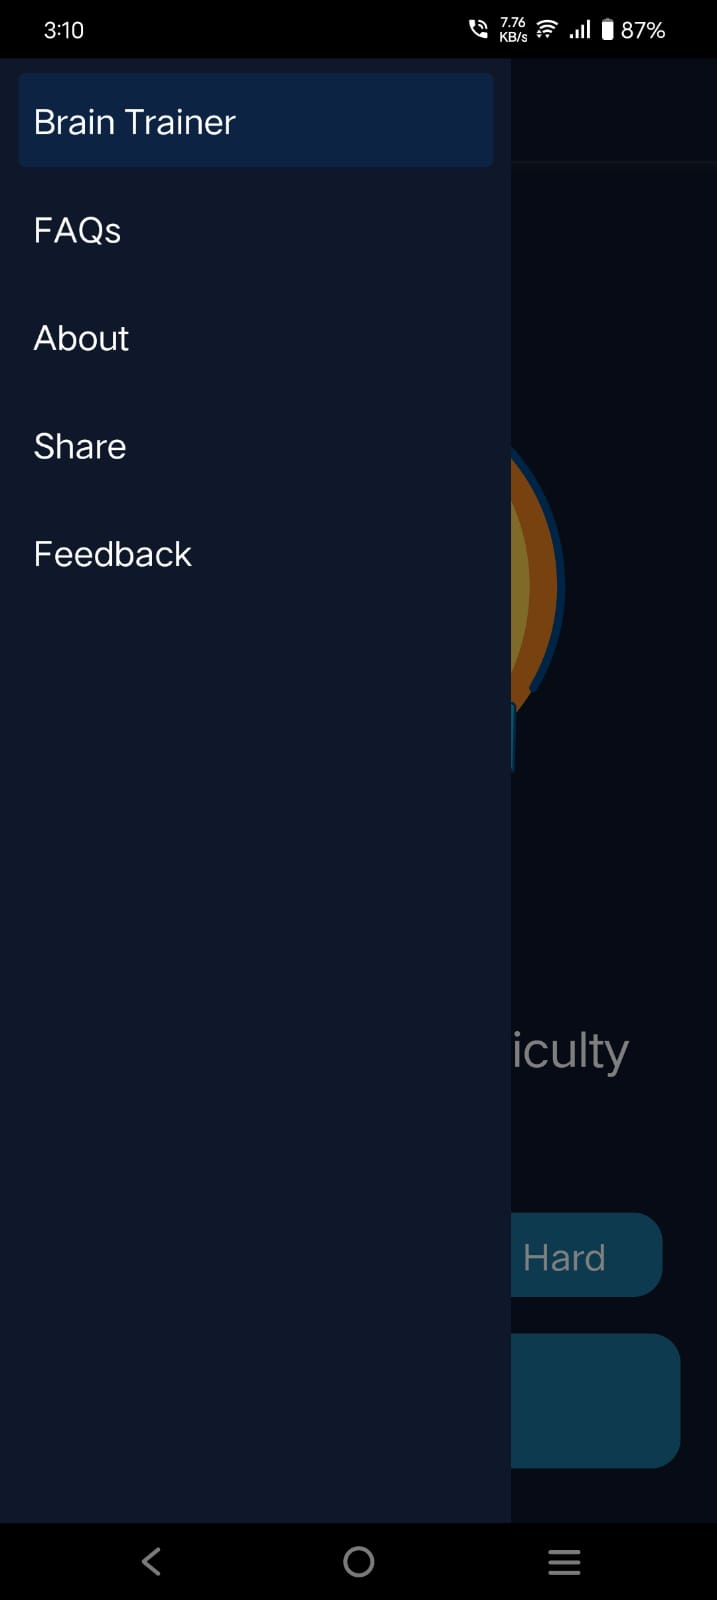 3:10
7.76
KB/s
87%
Brain Trainer
FAQs
About
Share
Feedback
iculty
Hard